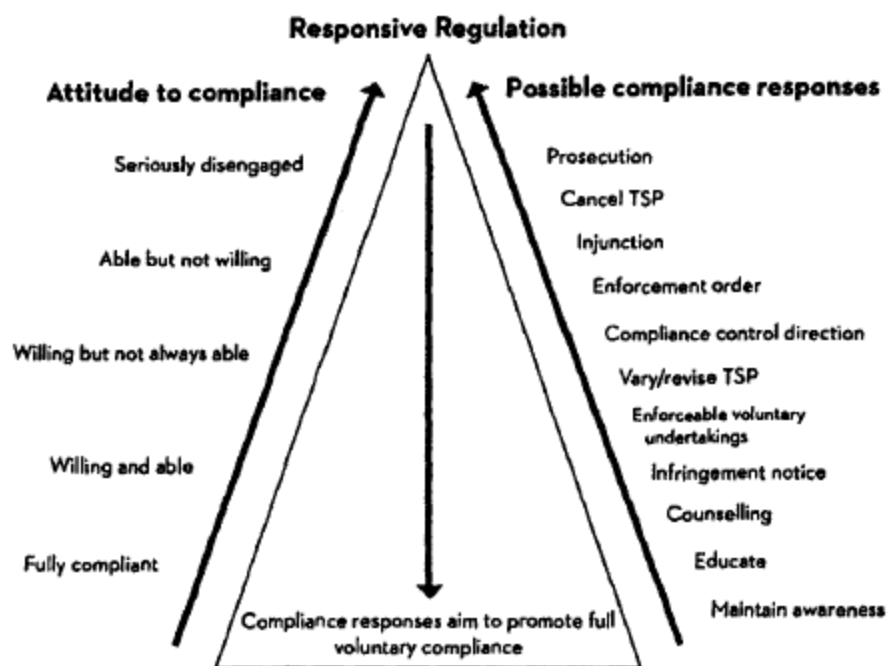 Responsive Regulation
Attitude to compliance
Seriously disengaged
Able but not willing
Willing but not always able
Willing and able
Fully compliant
Possible compliance responses
Prosecution
Cancel TSP
Injunction
Enforcement order
Compliance control direction
Vary/revise TSP
Enforceable voluntary
undertakings
Infringement notice
Counselling
Educate
Maintain awareness
Compliance responses aim to promote full
voluntary compliance